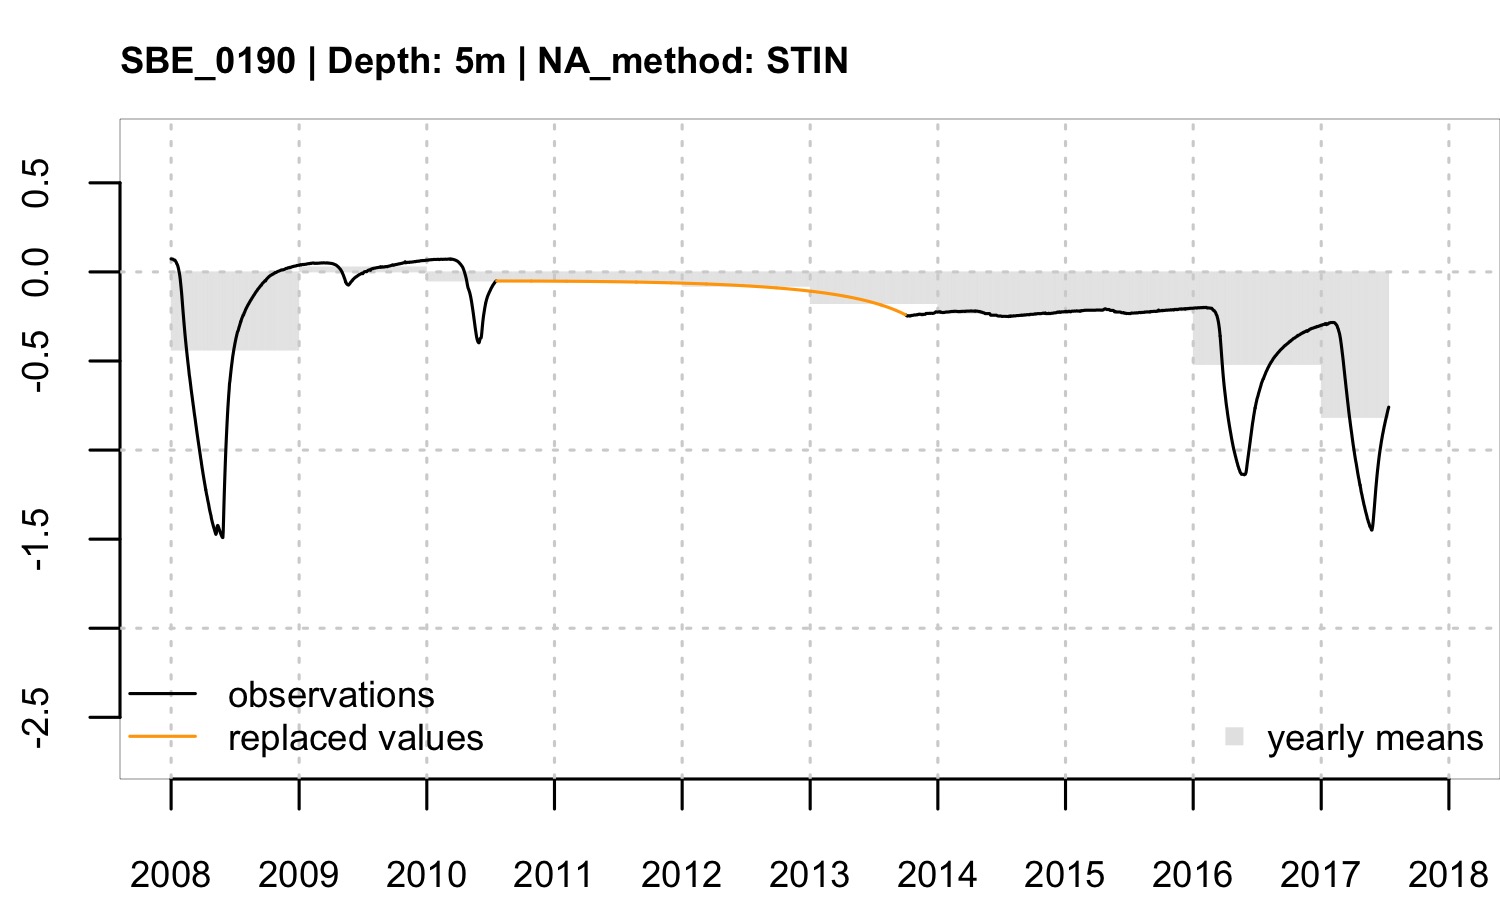 SBE_0190 | Depth: 5m | NA_method: STIN
0.5
0.0
-0.5
-1.5
-2.5
observations
replaced values
yearly means
2008 2009 2010 2011 2012 2013 2014 2015 2016 2017 2018